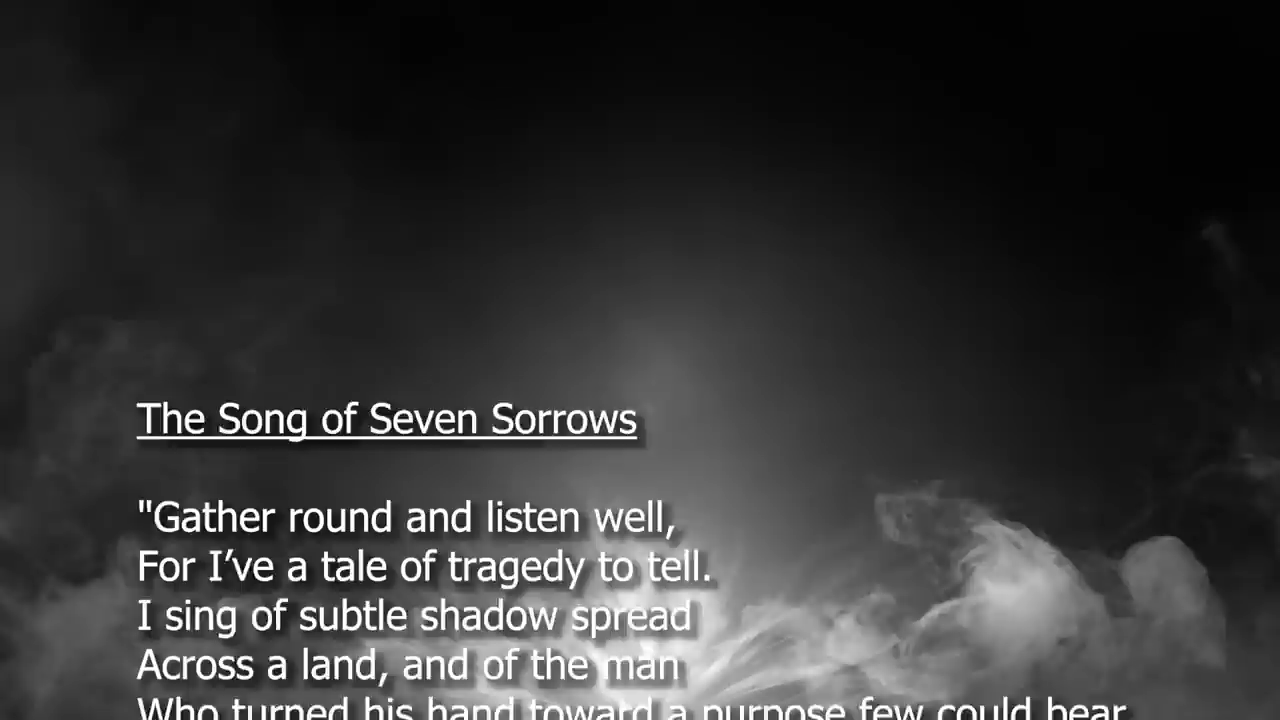 The Song of Seven Sorrows
"Gather round and listen well,
For I’ve a tale of tragedy to tell.
I sing of subtle shadow spread
Across a land, and of the man
Who turned his hand toward a purpose few could bear